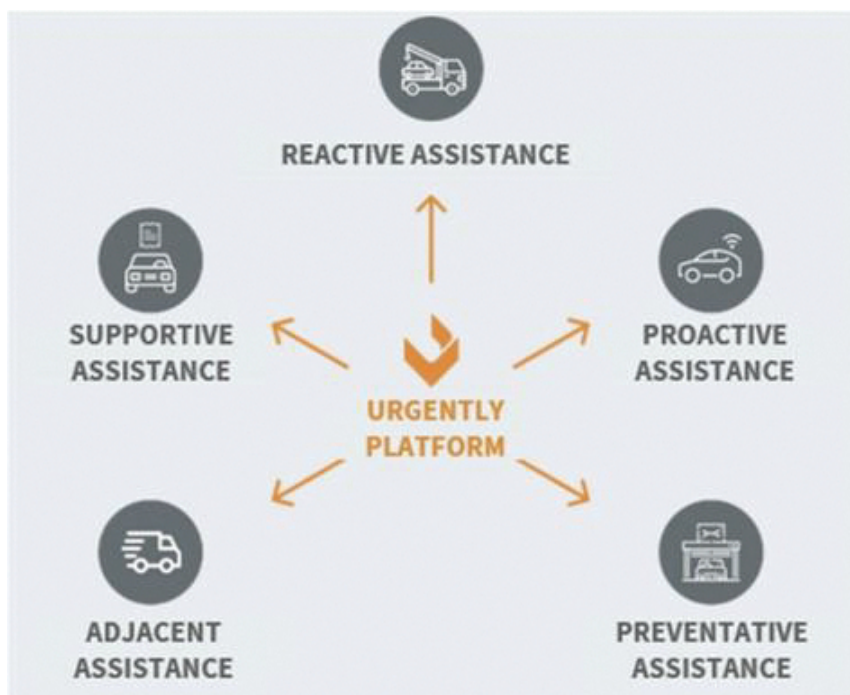 REACTIVE ASSISTANCE
SUPPORTIVE
ASSISTANCE
PROACTIVE
ASSISTANCE
URGENTLY
PLATFORM
ADJACENT
ASSISTANCE
PREVENTATIVE
ASSISTANCE